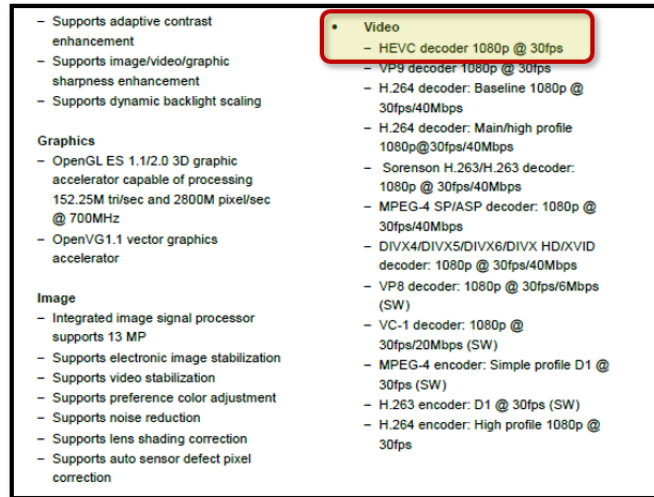 – Supports adaptive contrast
enhancement
– Supports image/video/graphic
sharpness enhancement
– Supports dynamic backlight scaling
Graphics
– OpenGL ES 1.1/2.0 3D graphic
accelerator capable of processing
152.25M tri/sec and 2800M pixel/sec
@ 700MHz
– OpenVG1.1 vector graphics
accelerator
Image
– Integrated image signal processor
supports 13 MP
– Supports electronic image stabilization
– Supports video stabilization
– Supports preference color adjustment
– Supports noise reduction
– Supports lens shading correction
– Supports auto sensor defect pixel
correction
• Video
– HEVC decoder 1080p @ 30fps
– VP9 decoder 1080p @ 30fps
– H.264 decoder: Baseline 1080p @
30fps/40Mbps
– H.264 decoder: Main/high profile
1080p@30fps/40Mbps
– Sorenson H.263/H.263 decoder:
1080p @ 30fps/40Mbps
– MPEG-4 SP/ASP decoder: 1080p @
30fps/40Mbps
– DIVX4/DIVX5/DIVX6/DIVX HD/XVID
decoder: 1080p @ 30fps/40Mbps
– VP8 decoder: 1080p @ 30fps/6Mbps
(SW)
– VC-1 decoder: 1080p @
30fps/20Mbps (SW)
– MPEG-4 encoder: Simple profile D1 @
30fps (SW)
– H.263 encoder: D1 @ 30fps (SW)
– H.264 encoder: High profile 1080p @
30fps